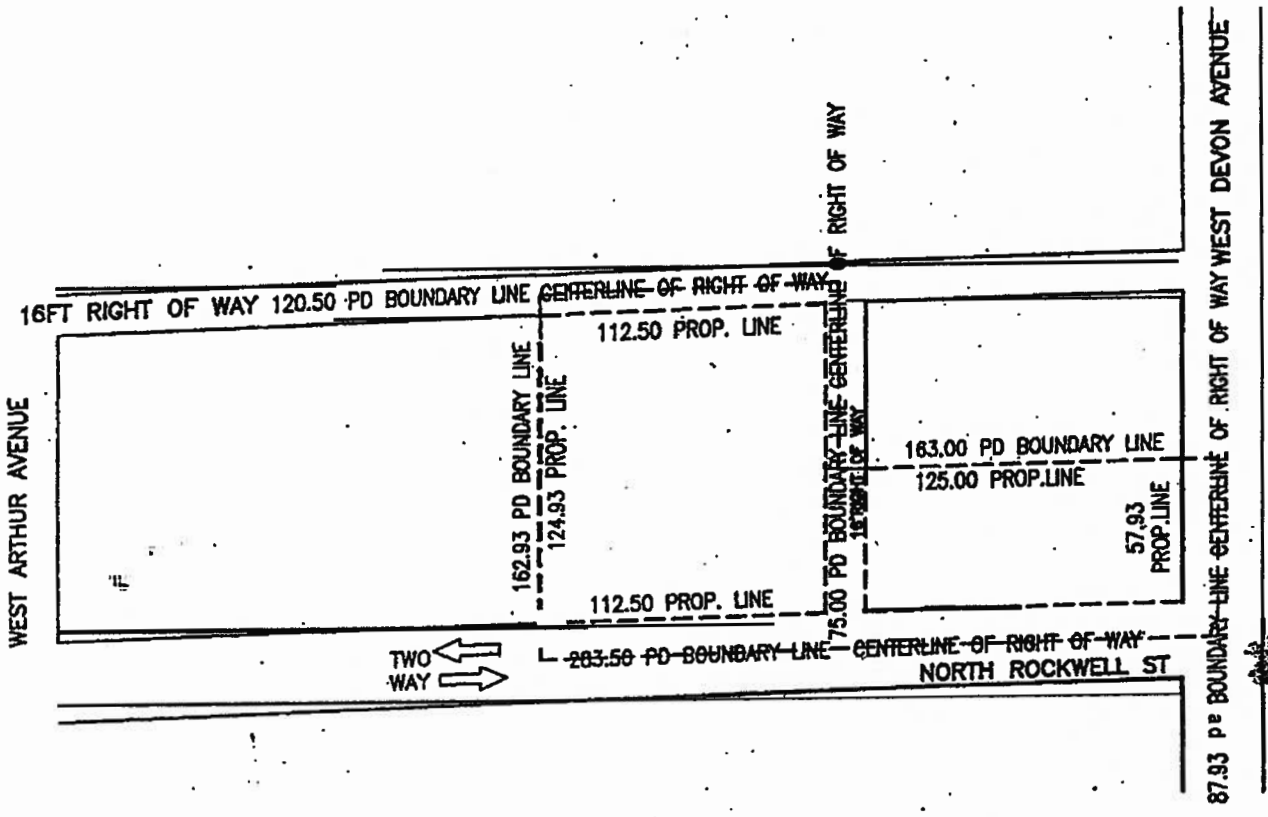 16FT RIGHT OF WAY 120.50 PD BOUNDARY LINE CENTERLINE OF RIGHT OF WAY
112.50 PROP. LINE
WEST ARTHUR AVENUE
162.93 PD BOUNDARY LINE
124.93 PROP. LINE
75.00 PD BOUNDARY LINE CENTERLINE OF RIGHT OF WAY
16' RIGHT OF WAY
163.00 PD BOUNDARY LINE
125.00 PROP.LINE
57.93
PROP.LINE
87.93 PD BOUNDARY LINE CENTERLINE OF RIGHT OF WAY WEST DEVON AVENUE
112.50 PROP. LINE
TWO
WAY
283.50 PD BOUNDARY LINE CENTERLINE OF RIGHT OF WAY
NORTH ROCKWELL ST